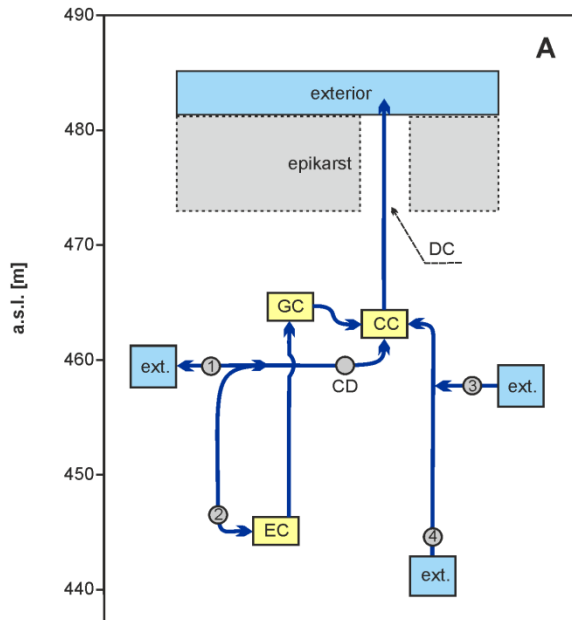 490
A
exterior
480
epikarst
470
DC
a.s.l. [m]
GC
CC
460
ext.
1
CD
3
ext.
450
2
EC
4
ext.
440